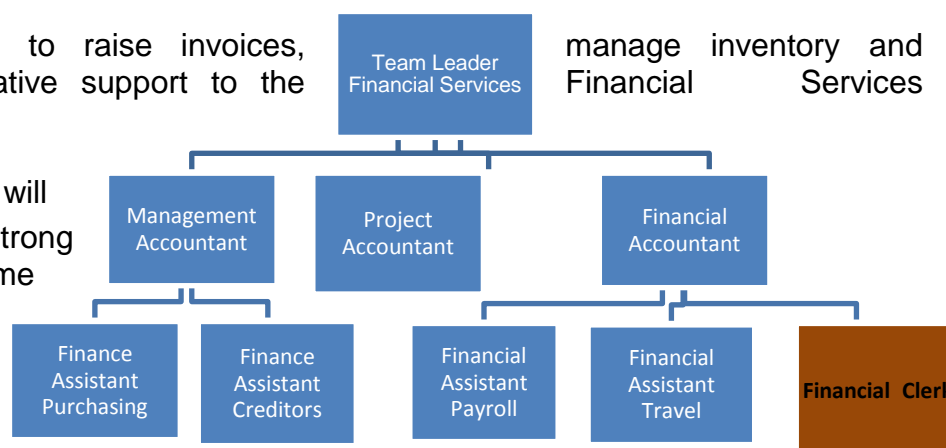 to raise invoices,
manage inventory and
ative support to the
Financial Services
Team Leader
Financial Services
will
trong
me
Management
Accountant
Project
Accountant
Financial
Accountant
Finance
Assistant
Purchasing
Finance
Assistant
Creditors
Financial
Assistant
Payroll
Financial
Assistant
Travel
Financial Clerk